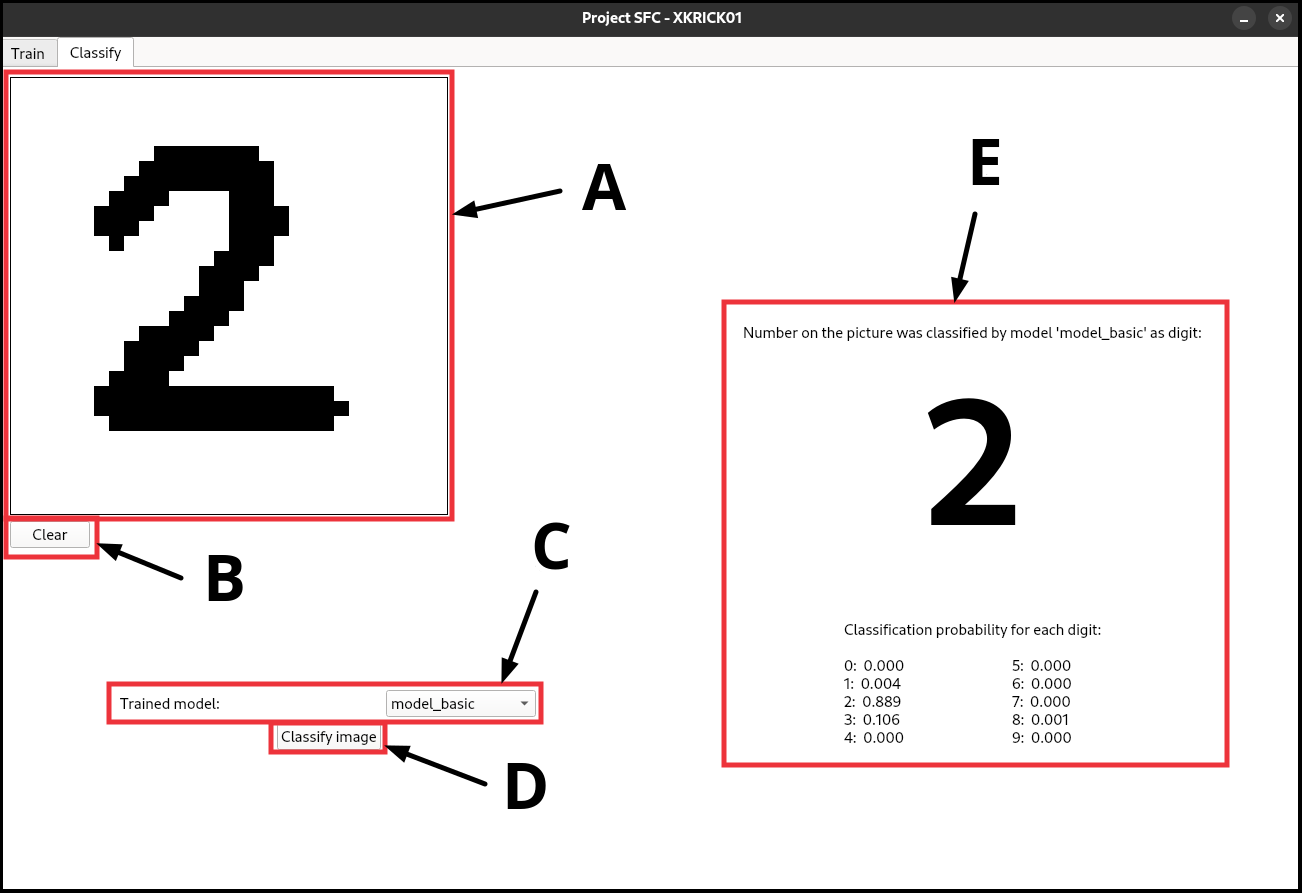 Project SFC - XKRICK01
Train
Classify
2
A
E
Clear
B
C
Trained model:
model_basic
Classify image
D
Number on the picture was classified by model 'model_basic' as digit:
2
Classification probability for each digit:
0: 0.000
1: 0.004
2: 0.889
3: 0.106
4: 0.000
5: 0.000
6: 0.000
7: 0.000
8: 0.001
9: 0.000